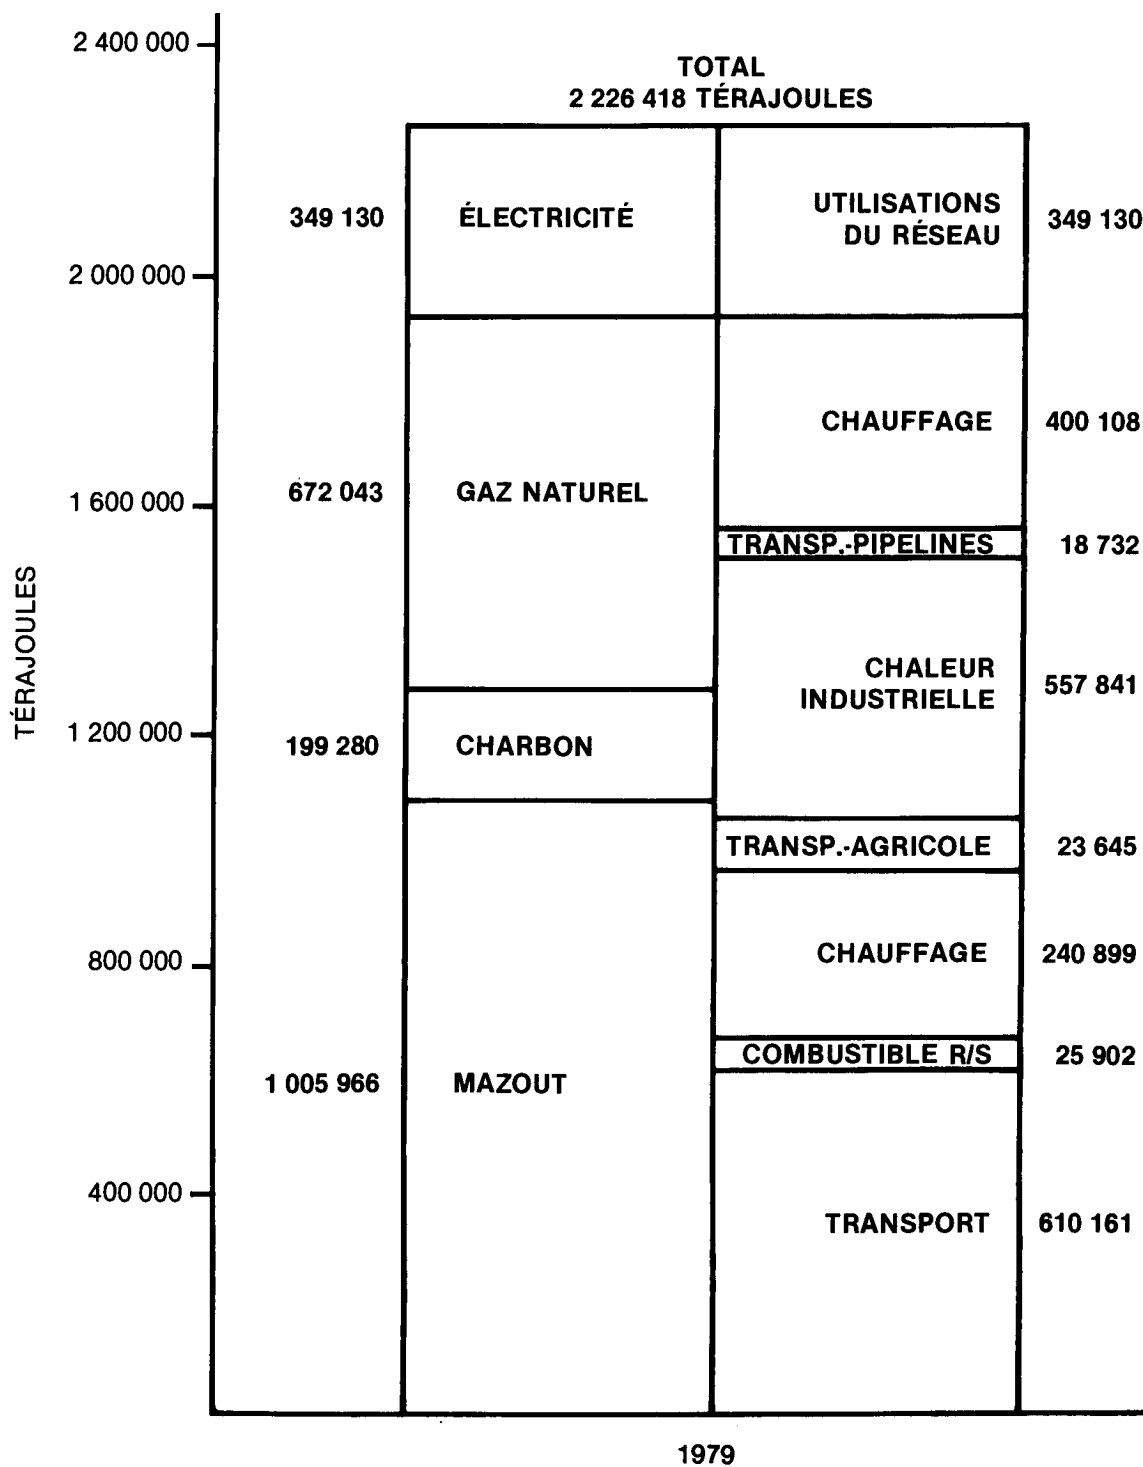 2 400 000
TOTAL
2 226 418 TÉRAJOULES
349 130 ÉLECTRICITÉ UTILISATIONS
DU RÉSEAU 349 130
2 000 000
CHAUFFAGE 400 108
1 600 000 672 043 GAZ NATUREL
TRANSP.-PIPELINES 18 732
TÉRAJOULES
CHALEUR
INDUSTRIELLE 557 841
1 200 000 199 280 CHARBON
TRANSP.-AGRICOLE 23 645
800 000 CHAUFFAGE 240 899
COMBUSTIBLE R/S 25 902
1 005 966 MAZOUT
400 000 TRANSPORT 610 161
1979